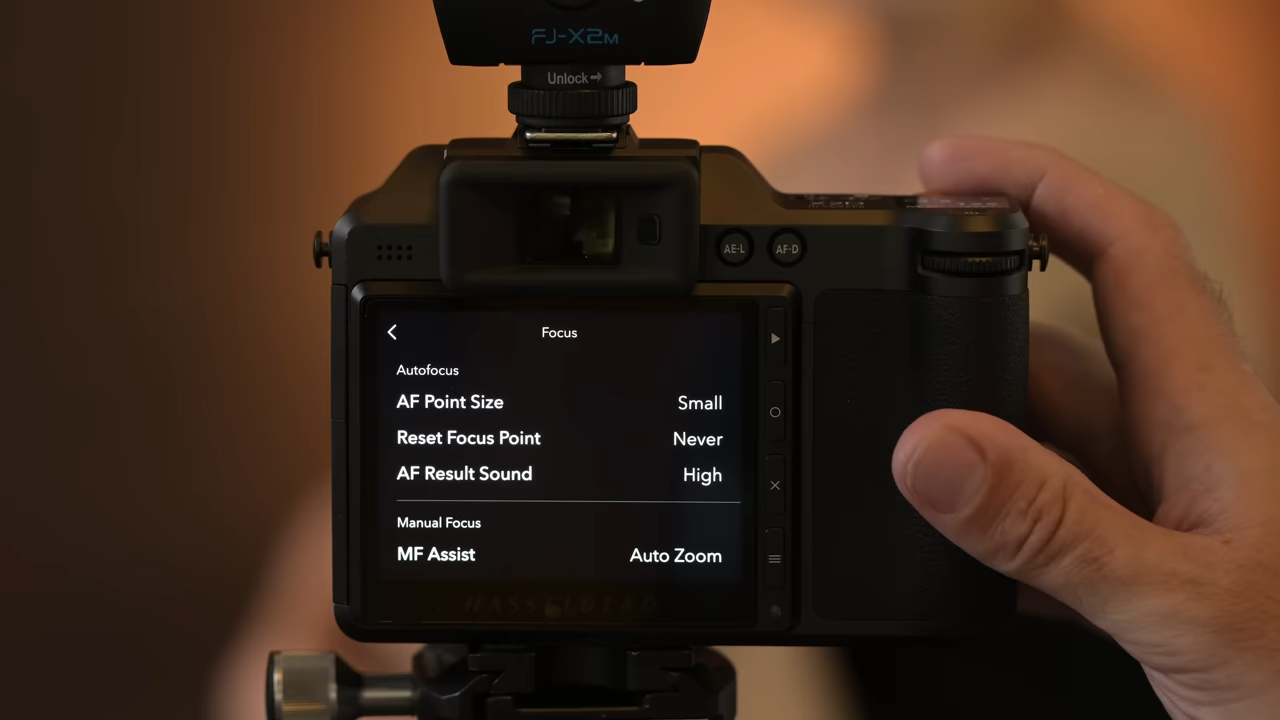 FJ-X2M
Unlock→
AE-L AF-D
Focus
Autofocus
AF Point Size Small
Reset Focus Point Never
AF Result Sound High
Manual Focus
MF Assist Auto Zoom
HASSELBLAD